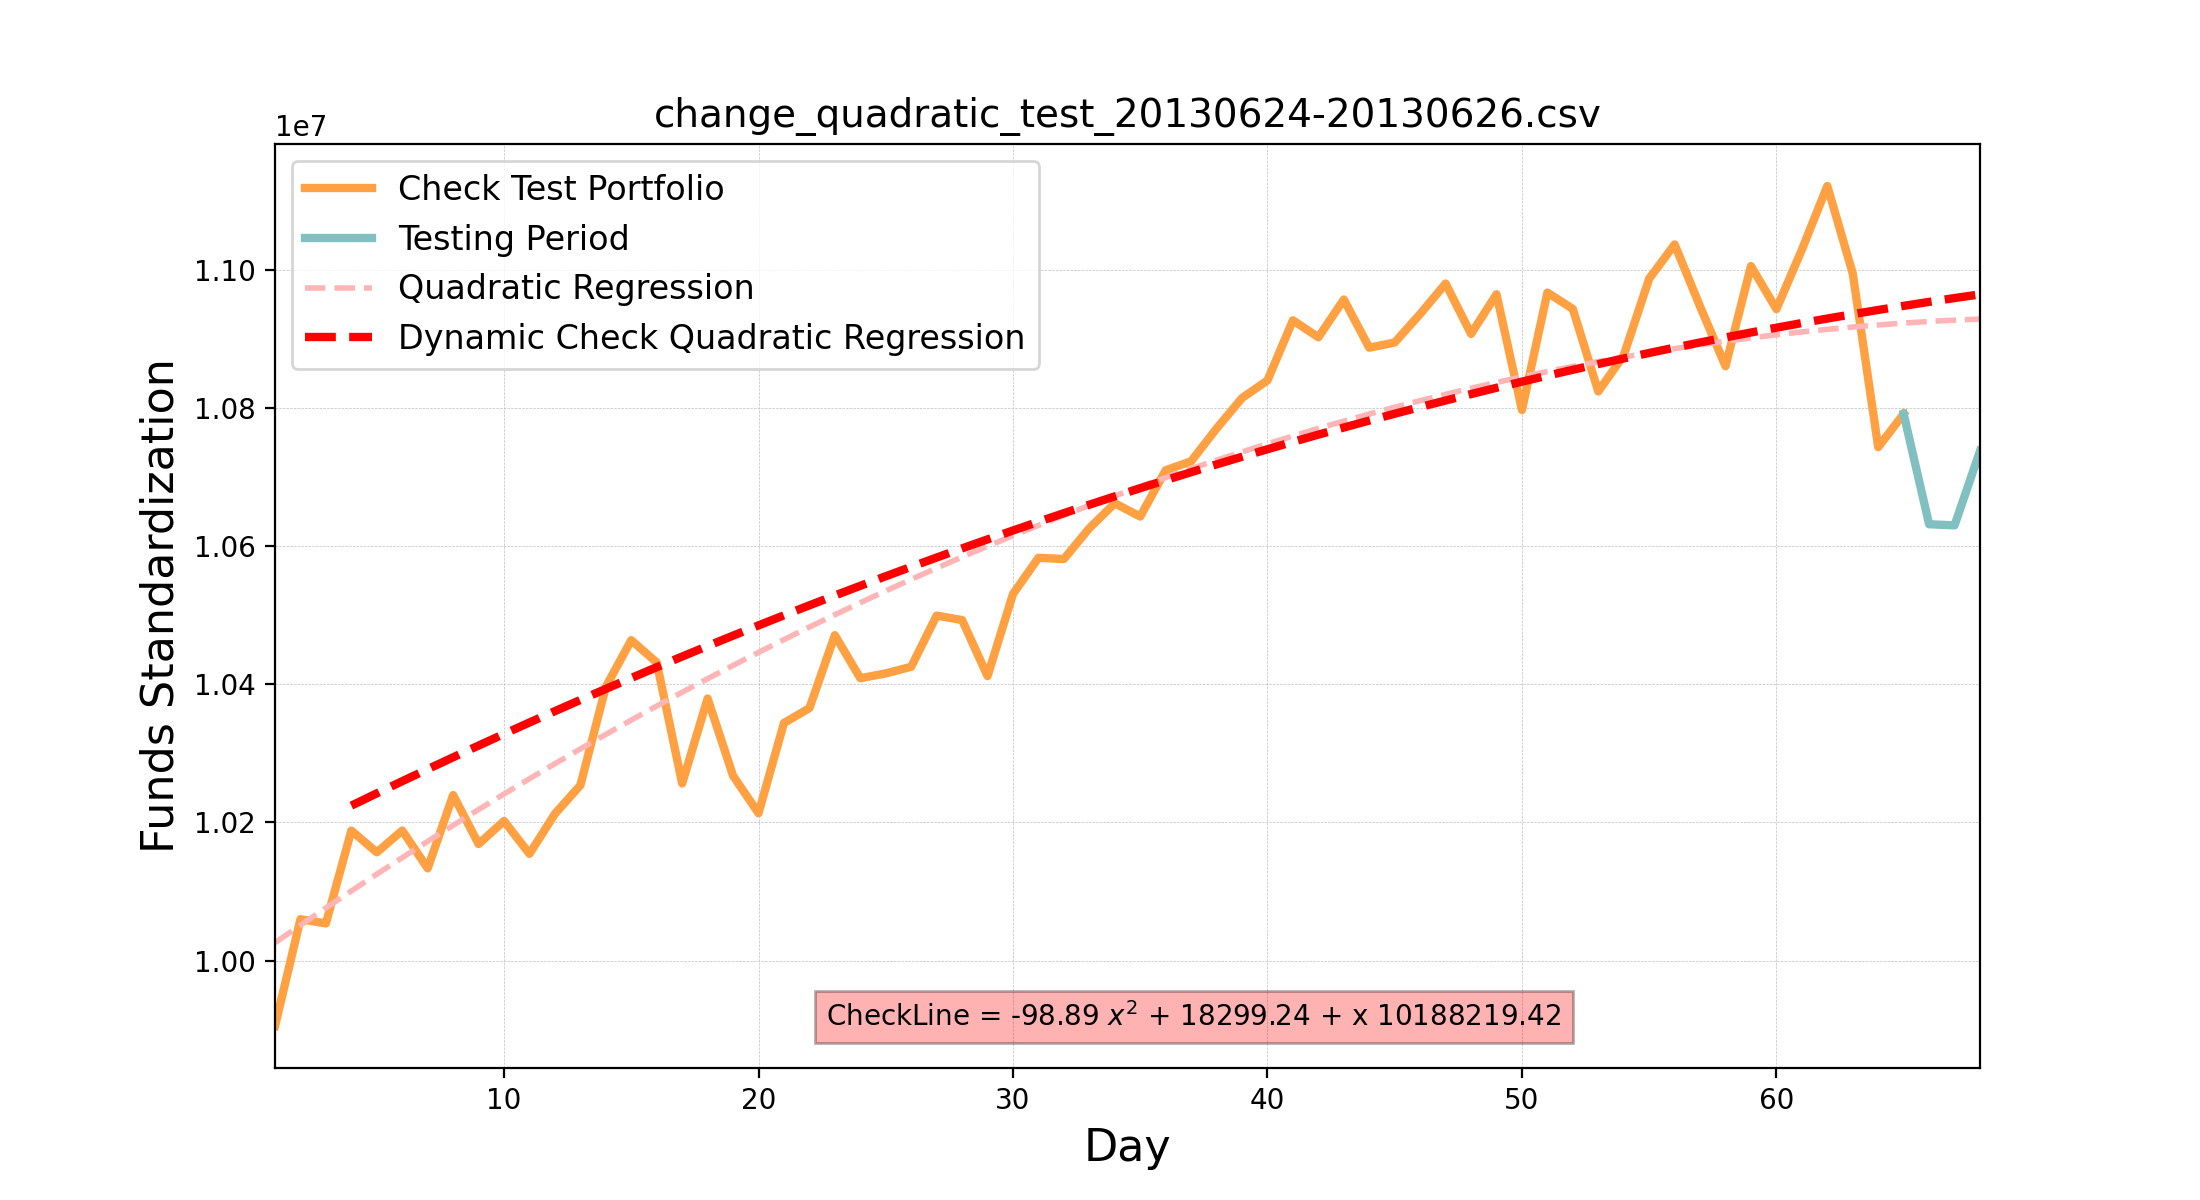 change_quadratic_test_20130624-20130626.csv
1e7
Check Test Portfolio
Testing Period
Quadratic Regression
Dynamic Check Quadratic Regression
1.10
1.08
1.06
1.04
1.02
1.00
Funds Standardization
CheckLine = -98.89 x² + 18299.24 + x 10188219.42
10 20 30 40 50 60
Day